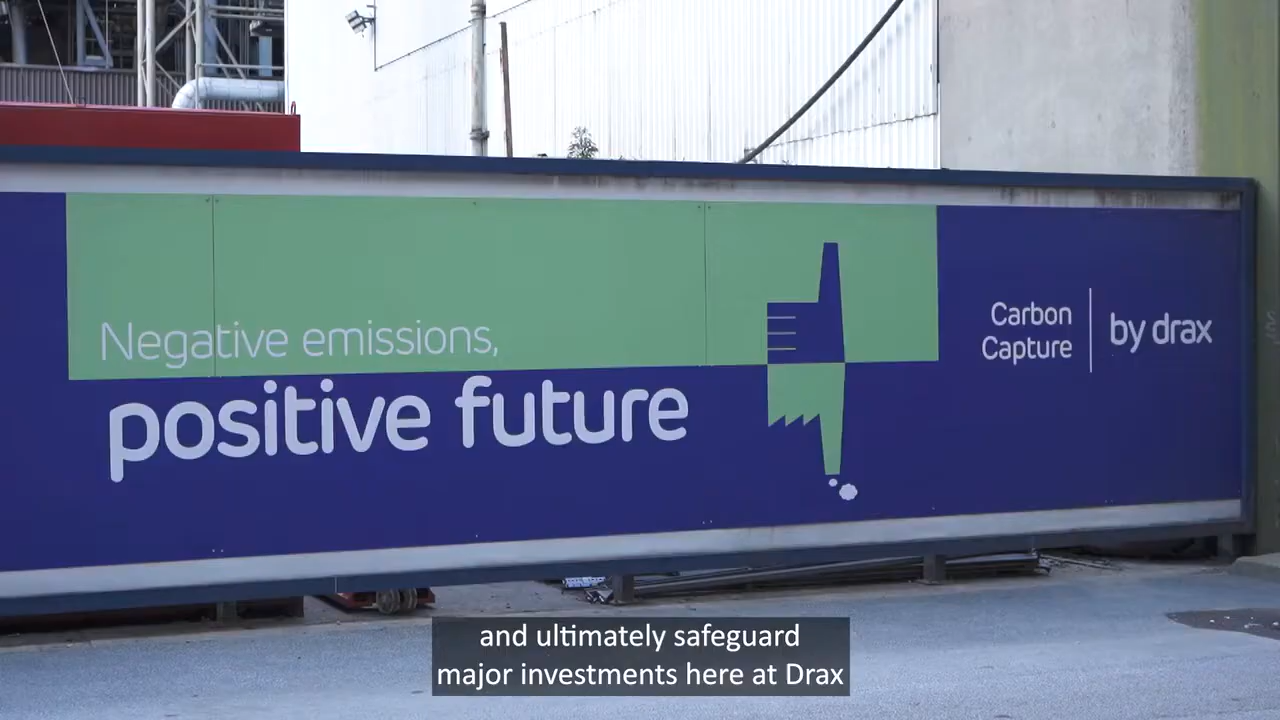 Negative emissions,
positive future
Carbon
Capture
by drax
and ultimately safeguard
major investments here at Drax